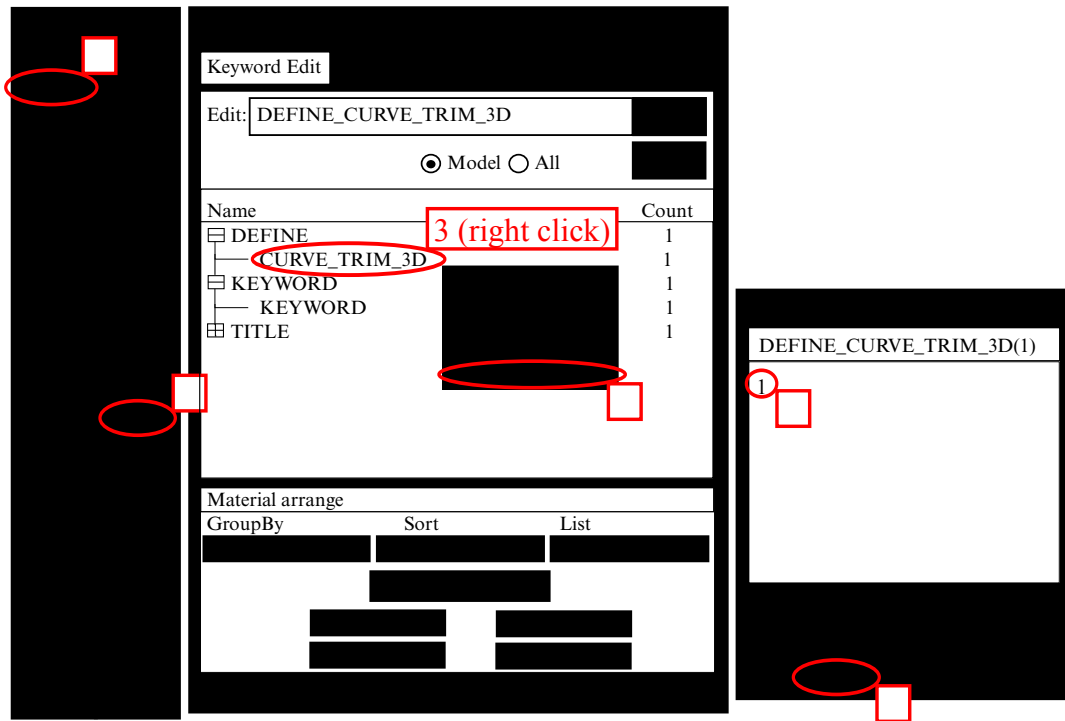 Keyword Edit
Edit: DEFINE_CURVE_TRIM_3D
Model All
Name Count
3 (right click)
DEFINE 1
CURVE_TRIM_3D 1
KEYWORD 1
KEYWORD 1
TITLE 1
Material arrange
GroupBy Sort List
DEFINE_CURVE_TRIM_3D(1)
1